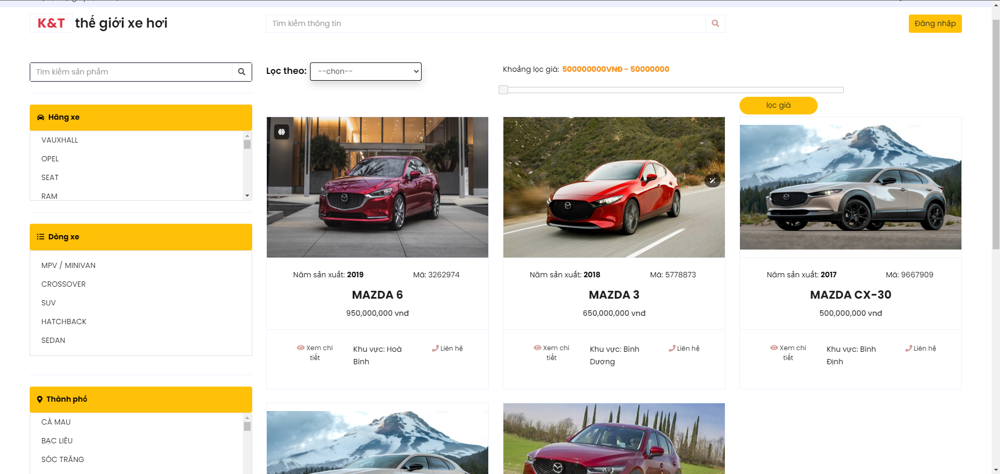 K&T thế giới xe hơi
Tìm kiếm thông tin
Đăng nhập
Tìm kiếm sản phẩm
Lọc theo: --chọn--
Khoảng lọc giá: 500000000VNĐ - 50000000
lọc giá
Hãng xe
VAUXHALL
OPEL
SEAT
RAM
Dòng xe
MPV / MINIVAN
CROSSOVER
SUV
HATCHBACK
SEDAN
Thành phố
CÀ MAU
BẠC LIÊU
SÓC TRĂNG
Năm sản xuất: 2019 Mã: 3262974
MAZDA 6
950,000,000 vnđ
Xem chi
tiết
Khu vực: Hoà
Bình
Liên hệ
Năm sản xuất: 2018 Mã: 5778873
MAZDA 3
650,000,000 vnđ
Xem chi
tiết
Khu vực: Bình
Dương
Liên hệ
Năm sản xuất: 2017 Mã: 9667909
MAZDA CX-30
500,000,000 vnđ
Xem chi
tiết
Khu vực: Bình
Định
Liên hệ